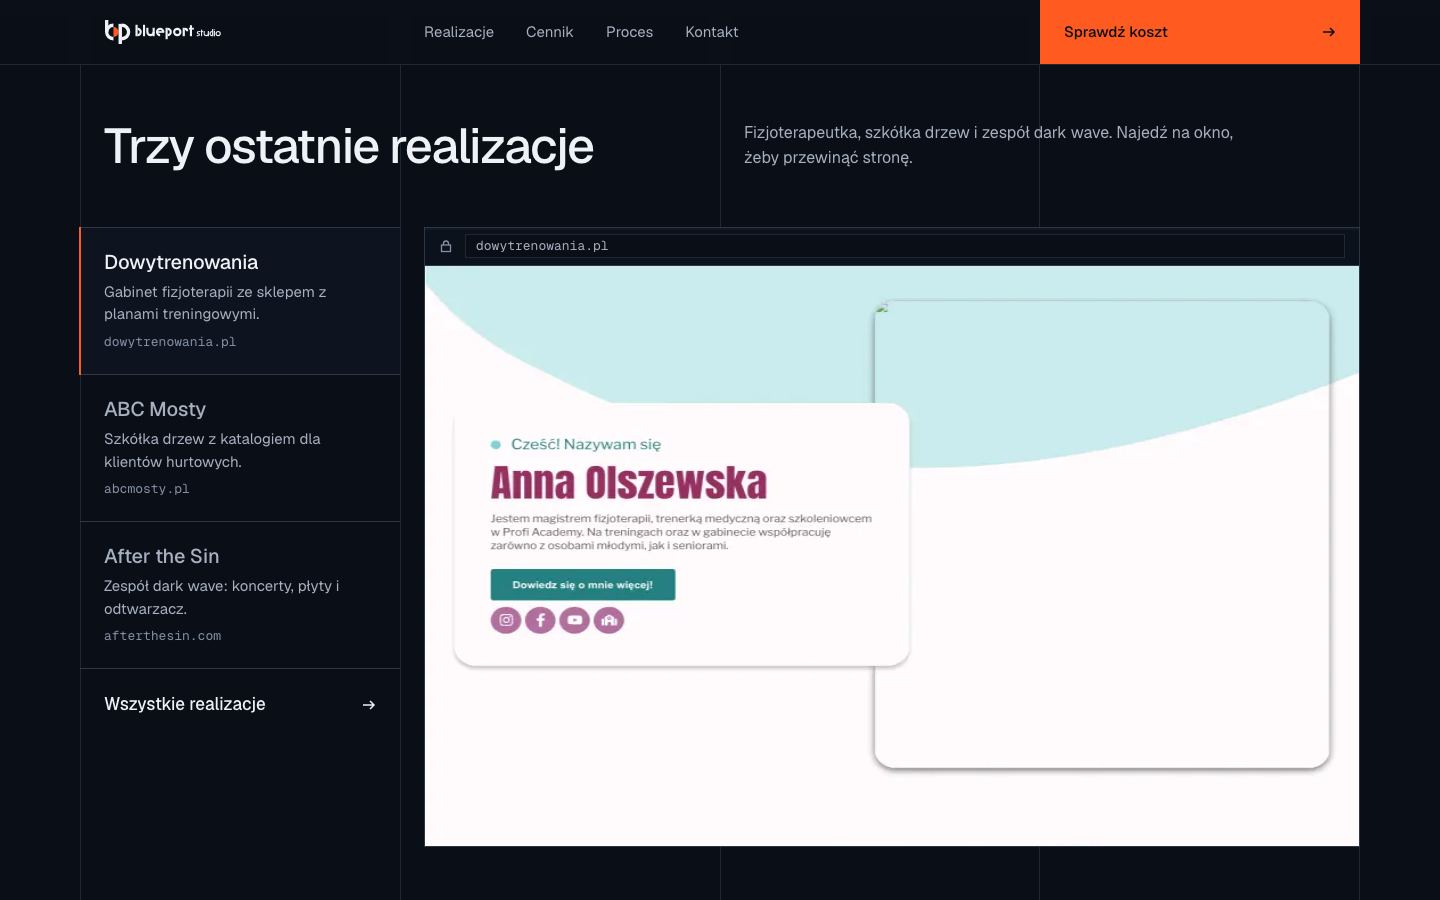 blueport studio
Realizacje
Cennik
Proces
Kontakt
Sprawdź koszt
Trzy ostatnie realizacje
Fizjoterapeutka, szkółka drzew i zespół dark wave. Najedź na okno,
żeby przewinąć stronę.
Dowytrenowania
Gabinet fizjoterapii ze sklepem z
planami treningowymi.
dowytrenowania.pl
ABC Mosty
Szkółka drzew z katalogiem dla
klientów hurtowych.
abcmosty.pl
After the Sin
Zespół dark wave: koncerty, płyty i
odtwarzacz.
afterthesin.com
Wszystkie realizacje
dowytrenowania.pl
Cześć! Nazywam się
Anna Olszewska
Jestem magistrem fizjoterapii, trenerką medyczną oraz szkoleniowcem
w Profi Academy. Na treningach oraz w gabinecie współpracuję
zarówno z osobami młodymi, jak i seniorami.
Dowiedz się o mnie więcej!